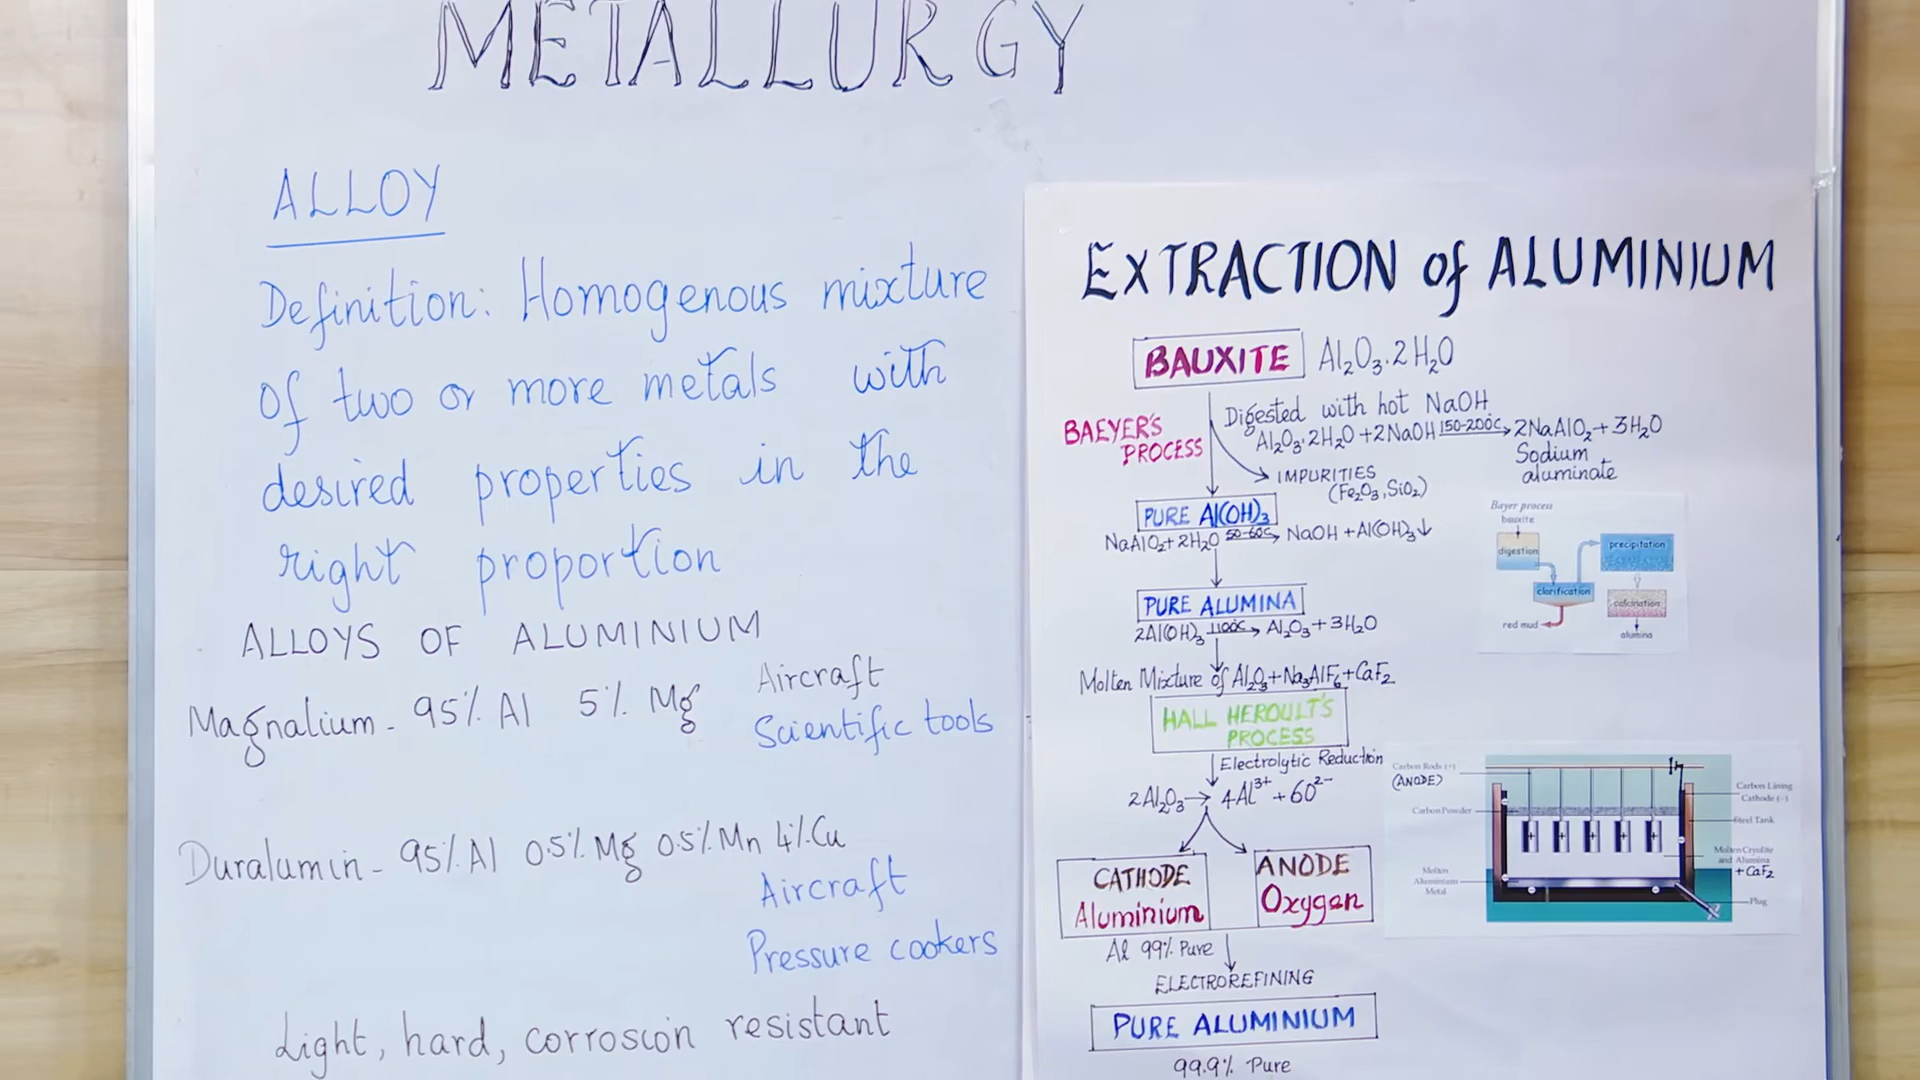 METALLURGY
ALLOY
Definition: Homogenous mixture
of two or more metals with
desired properties in the
right proportion
ALLOYS OF ALUMINIUM
Magnalium - 95% Al 5% Mg
Aircraft
Scientific tools
Duralumin - 95% Al 0.5% Mg 0.5% Mn 4% Cu
Aircraft
Pressure cookers
Light, hard, corrosion resistant
EXTRACTION of ALUMINIUM
BAUXITE Al₂O₃.2H₂O
BAEYER'S
PROCESS
Digested with hot NaOH
Al₂O₃.2H₂O + 2NaOH 150-200°C → 2NaAlO₂ + 3H₂O
Sodium
aluminate
IMPURITIES
(Fe₂O₃, SiO₂)
PURE Al(OH)₃
NaAlO₂ + 2H₂O 50-60°C → NaOH + Al(OH)₃↓
PURE ALUMINA
2Al(OH)₃ 1100°C → Al₂O₃ + 3H₂O
Molten Mixture of Al₂O₃ + Na₃AlF₆ + CaF₂
HALL HEROULT'S
PROCESS
Electrolytic Reduction
2Al₂O₃ → 4Al³⁺ + 6O²⁻
CATHODE
Aluminium
ANODE
Oxygen
Al 99% Pure
ELECTROREFINING
PURE ALUMINIUM
99.9% Pure
Bayer process
bauxite
digestion
precipitation
clarification
calcination
red mud
alumina
Carbon Rods (+)
(ANODE)
Carbon Powder
Molten
Aluminium
Metal
Carbon Lining
Cathode (-)
Steel Tank
Molten Cryolite
and Alumina
+ CaF₂
Plug